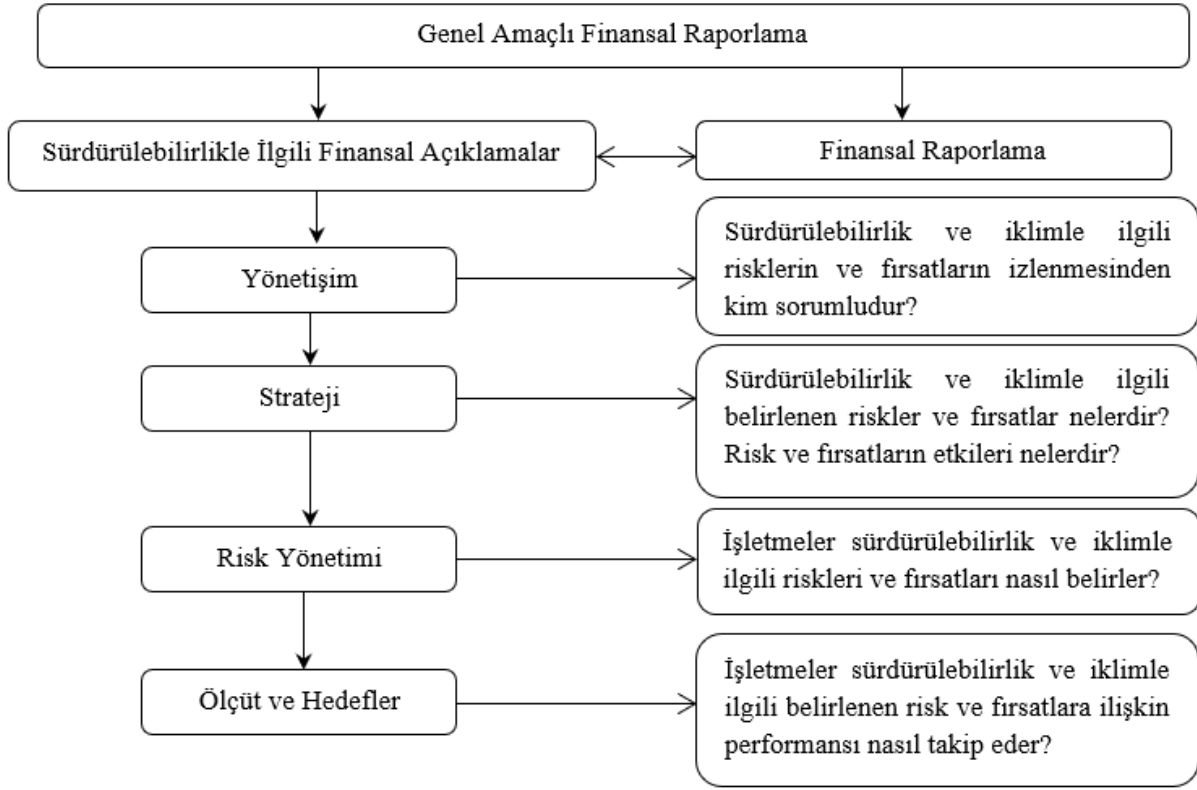 Genel Amaçlı Finansal Raporlama
Sürdürülebilirlikle İlgili Finansal Açıklamalar
Finansal Raporlama
Yönetişim
Sürdürülebilirlik ve iklimle ilgili
risklerin ve fırsatların izlenmesinden
kim sorumludur?
Strateji
Sürdürülebilirlik ve iklimle ilgili
belirlenen riskler ve fırsatlar nelerdir?
Risk ve fırsatların etkileri nelerdir?
Risk Yönetimi
İşletmeler sürdürülebilirlik ve iklimle
ilgili riskleri ve fırsatları nasıl belirler?
Ölçüt ve Hedefler
İşletmeler sürdürülebilirlik ve iklimle
ilgili belirlenen risk ve fırsatlara ilişkin
performansı nasıl takip eder?